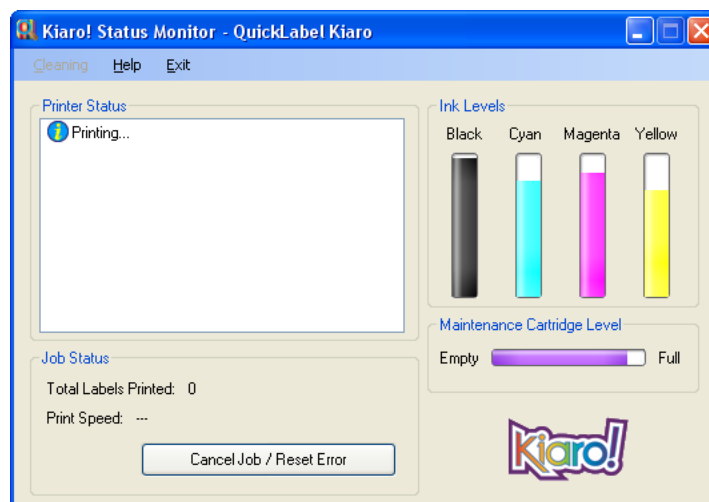 Kiaro! Status Monitor - QuickLabel Kiaro
Cleaning Help Exit
Printer Status
Printing...
Ink Levels
Black Cyan Magenta Yellow
Maintenance Cartridge Level
Empty Full
Job Status
Total Labels Printed: 0
Print Speed: ---
Cancel Job / Reset Error
Kiaro!